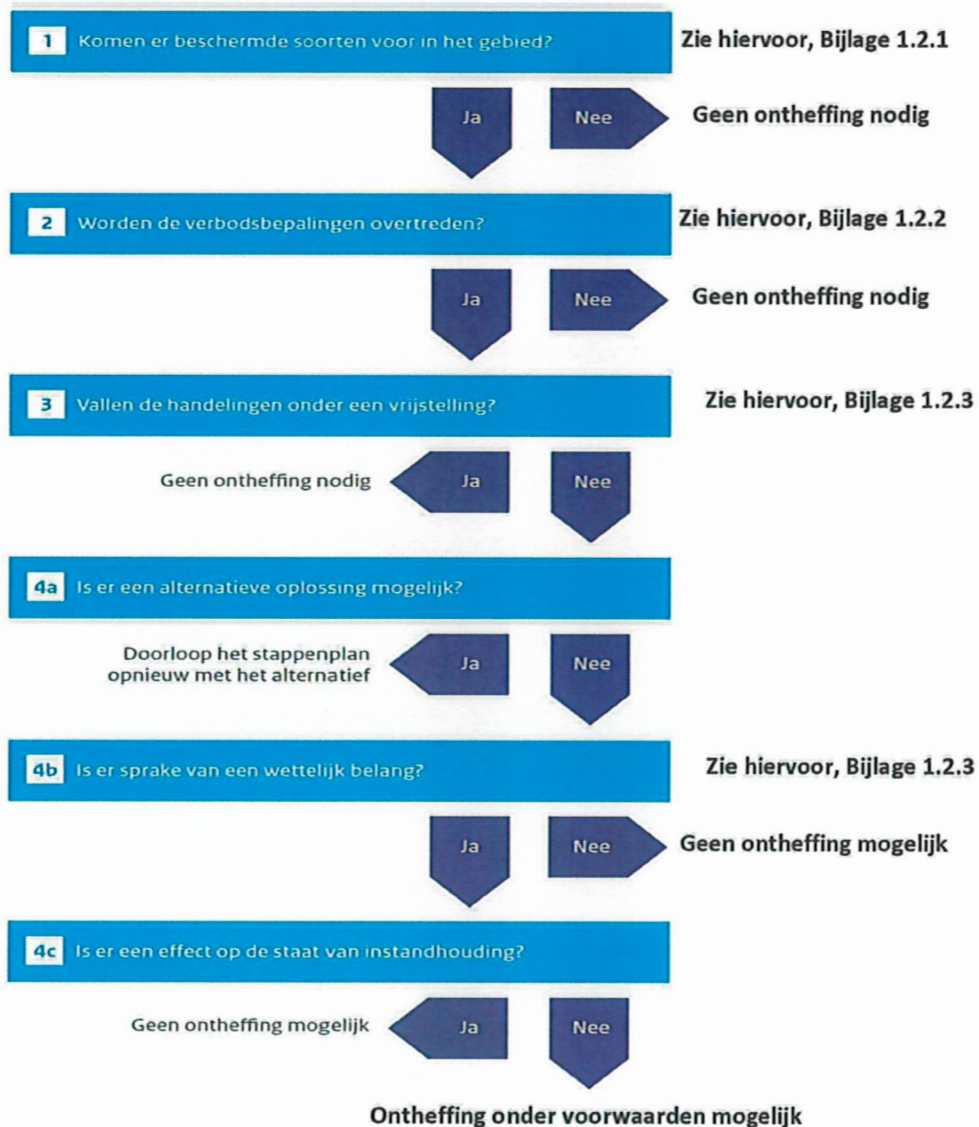 1 Komen er beschermde soorten voor in het gebied? Zie hiervoor, Bijlage 1.2.1
Ja Nee Geen ontheffing nodig
2 Worden de verbodsbepalingen overtreden? Zie hiervoor, Bijlage 1.2.2
Ja Nee Geen ontheffing nodig
3 Vallen de handelingen onder een vrijstelling? Zie hiervoor, Bijlage 1.2.3
Geen ontheffing nodig Ja Nee
4a Is er een alternatieve oplossing mogelijk?
Doorloop het stappenplan
opnieuw met het alternatief Ja Nee
4b Is er sprake van een wettelijk belang? Zie hiervoor, Bijlage 1.2.3
Ja Nee Geen ontheffing mogelijk
4c Is er een effect op de staat van instandhouding?
Geen ontheffing mogelijk Ja Nee
Ontheffing onder voorwaarden mogelijk